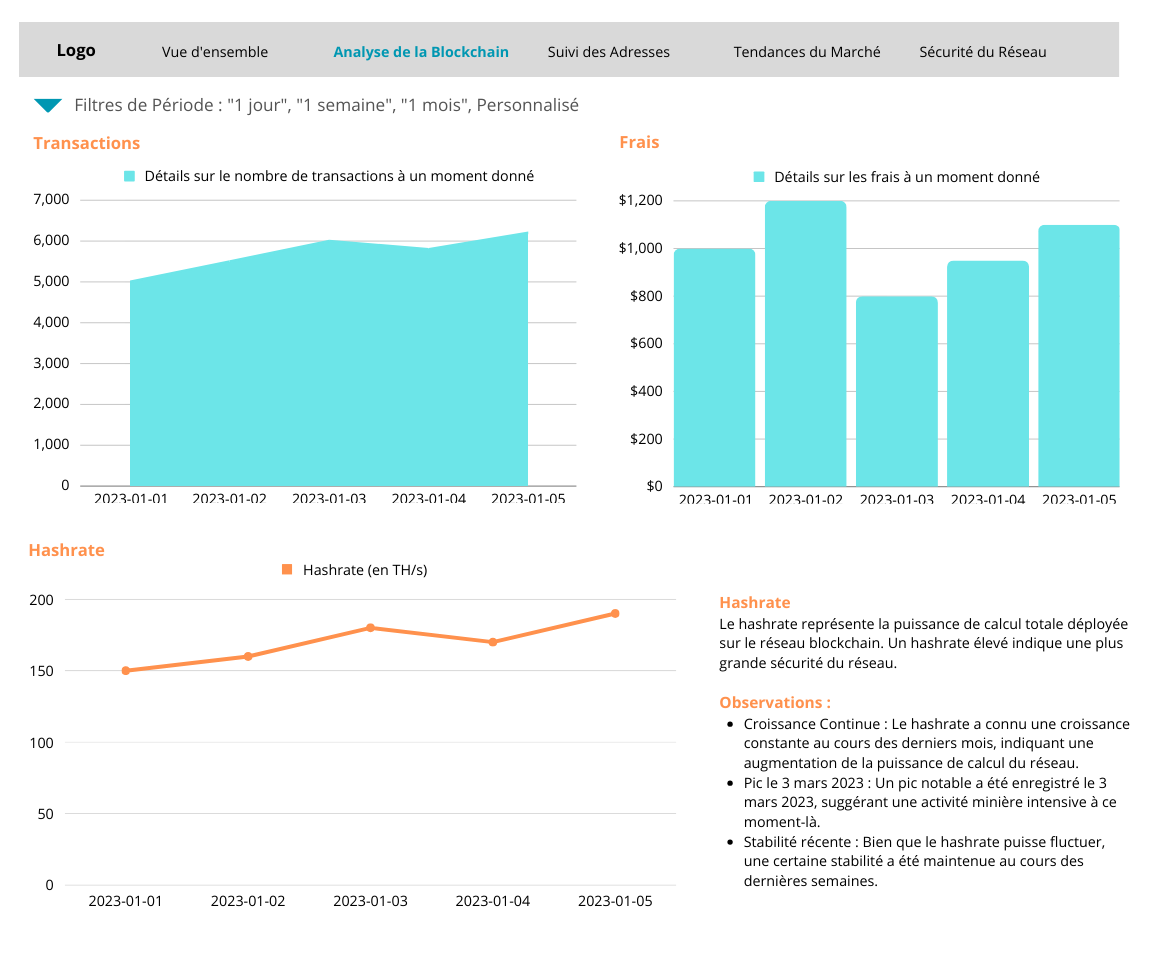 Logo
Vue d'ensemble
Analyse de la Blockchain
Suivi des Adresses
Tendances du Marché
Sécurité du Réseau
Filtres de Période : "1 jour", "1 semaine", "1 mois", Personnalisé
Transactions
Détails sur le nombre de transactions à un moment donné
7,000
6,000
5,000
4,000
3,000
2,000
1,000
0
2023-01-01
2023-01-02
2023-01-03
2023-01-04
2023-01-05
Frais
Détails sur les frais à un moment donné
$1,200
$1,000
$800
$600
$400
$200
$0
2023-01-01
2023-01-02
2023-01-03
2023-01-04
2023-01-05
Hashrate
Hashrate (en TH/s)
200
150
100
50
0
2023-01-01
2023-01-02
2023-01-03
2023-01-04
2023-01-05
Hashrate
Le hashrate représente la puissance de calcul totale déployée
sur le réseau blockchain. Un hashrate élevé indique une plus
grande sécurité du réseau.
Observations :
• Croissance Continue : Le hashrate a connu une croissance
constante au cours des derniers mois, indiquant une
augmentation de la puissance de calcul du réseau.
• Pic le 3 mars 2023 : Un pic notable a été enregistré le 3
mars 2023, suggérant une activité minière intensive à ce
moment-là.
• Stabilité récente : Bien que le hashrate puisse fluctuer,
une certaine stabilité a été maintenue au cours des
dernières semaines.